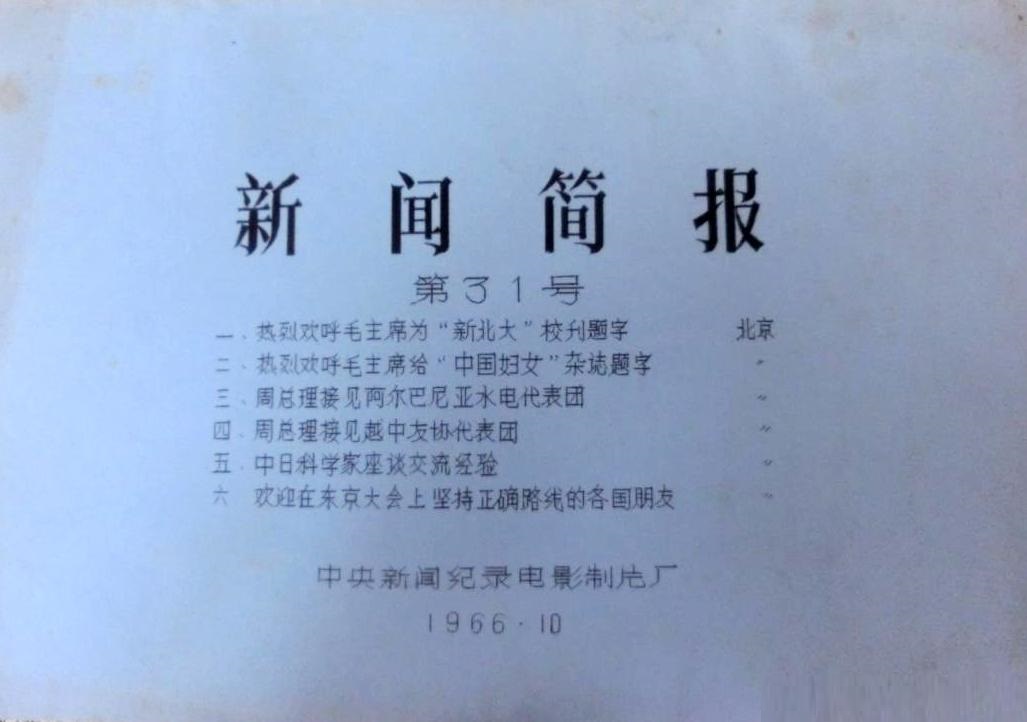 新闻简报
第31号
一、热烈欢呼毛主席为“新北大”校刊题字 北京
二、热烈欢呼毛主席给“中国妇女”杂志题字 〃
三、周总理接见阿尔巴尼亚水电代表团 〃
四、周总理接见越中友协代表团 〃
五、中日科学家座谈交流经验 〃
六 欢迎在东京大会上坚持正确路线的各国朋友 〃
中央新闻纪录电影制片厂
1966·10